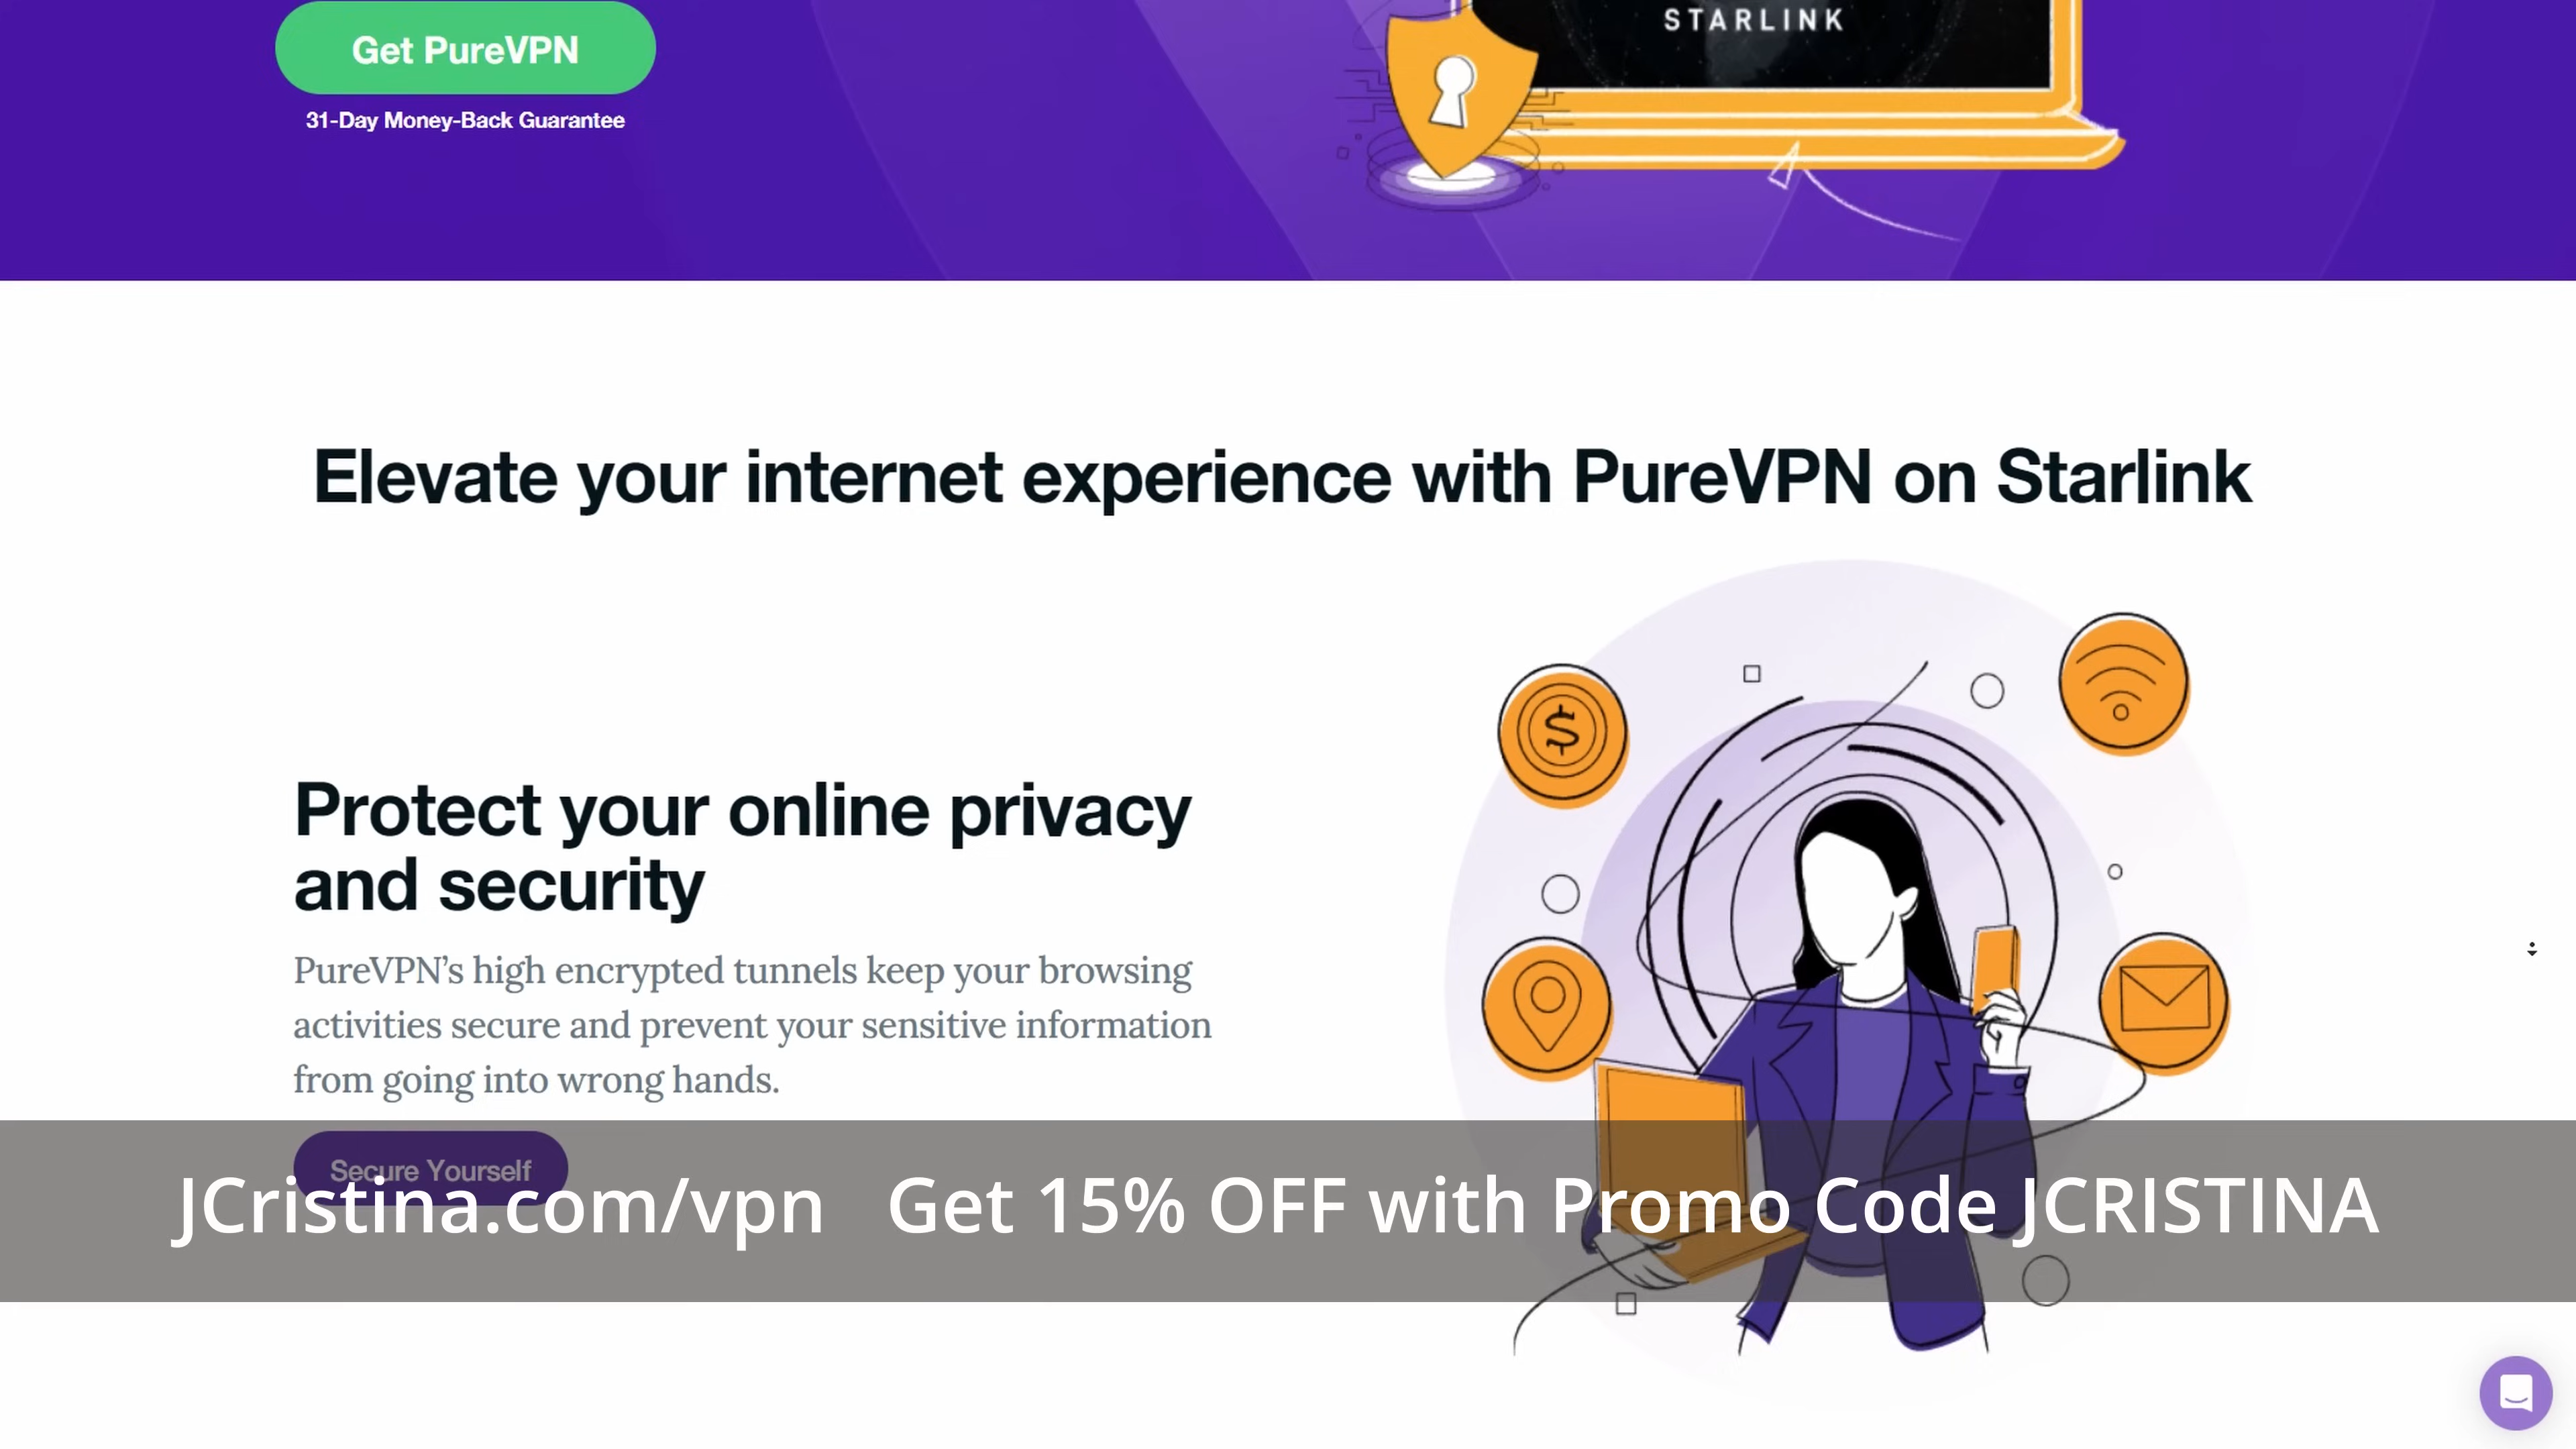 STARLINK
Get PureVPN
31-Day Money-Back Guarantee
Elevate your internet experience with PureVPN on Starlink
$
Protect your online privacy
and security
PureVPN’s high encrypted tunnels keep your browsing
activities secure and prevent your sensitive information
from going into wrong hands.
Secure Yourself
JCristina.com/vpn Get 15% OFF with Promo Code JCRISTINA